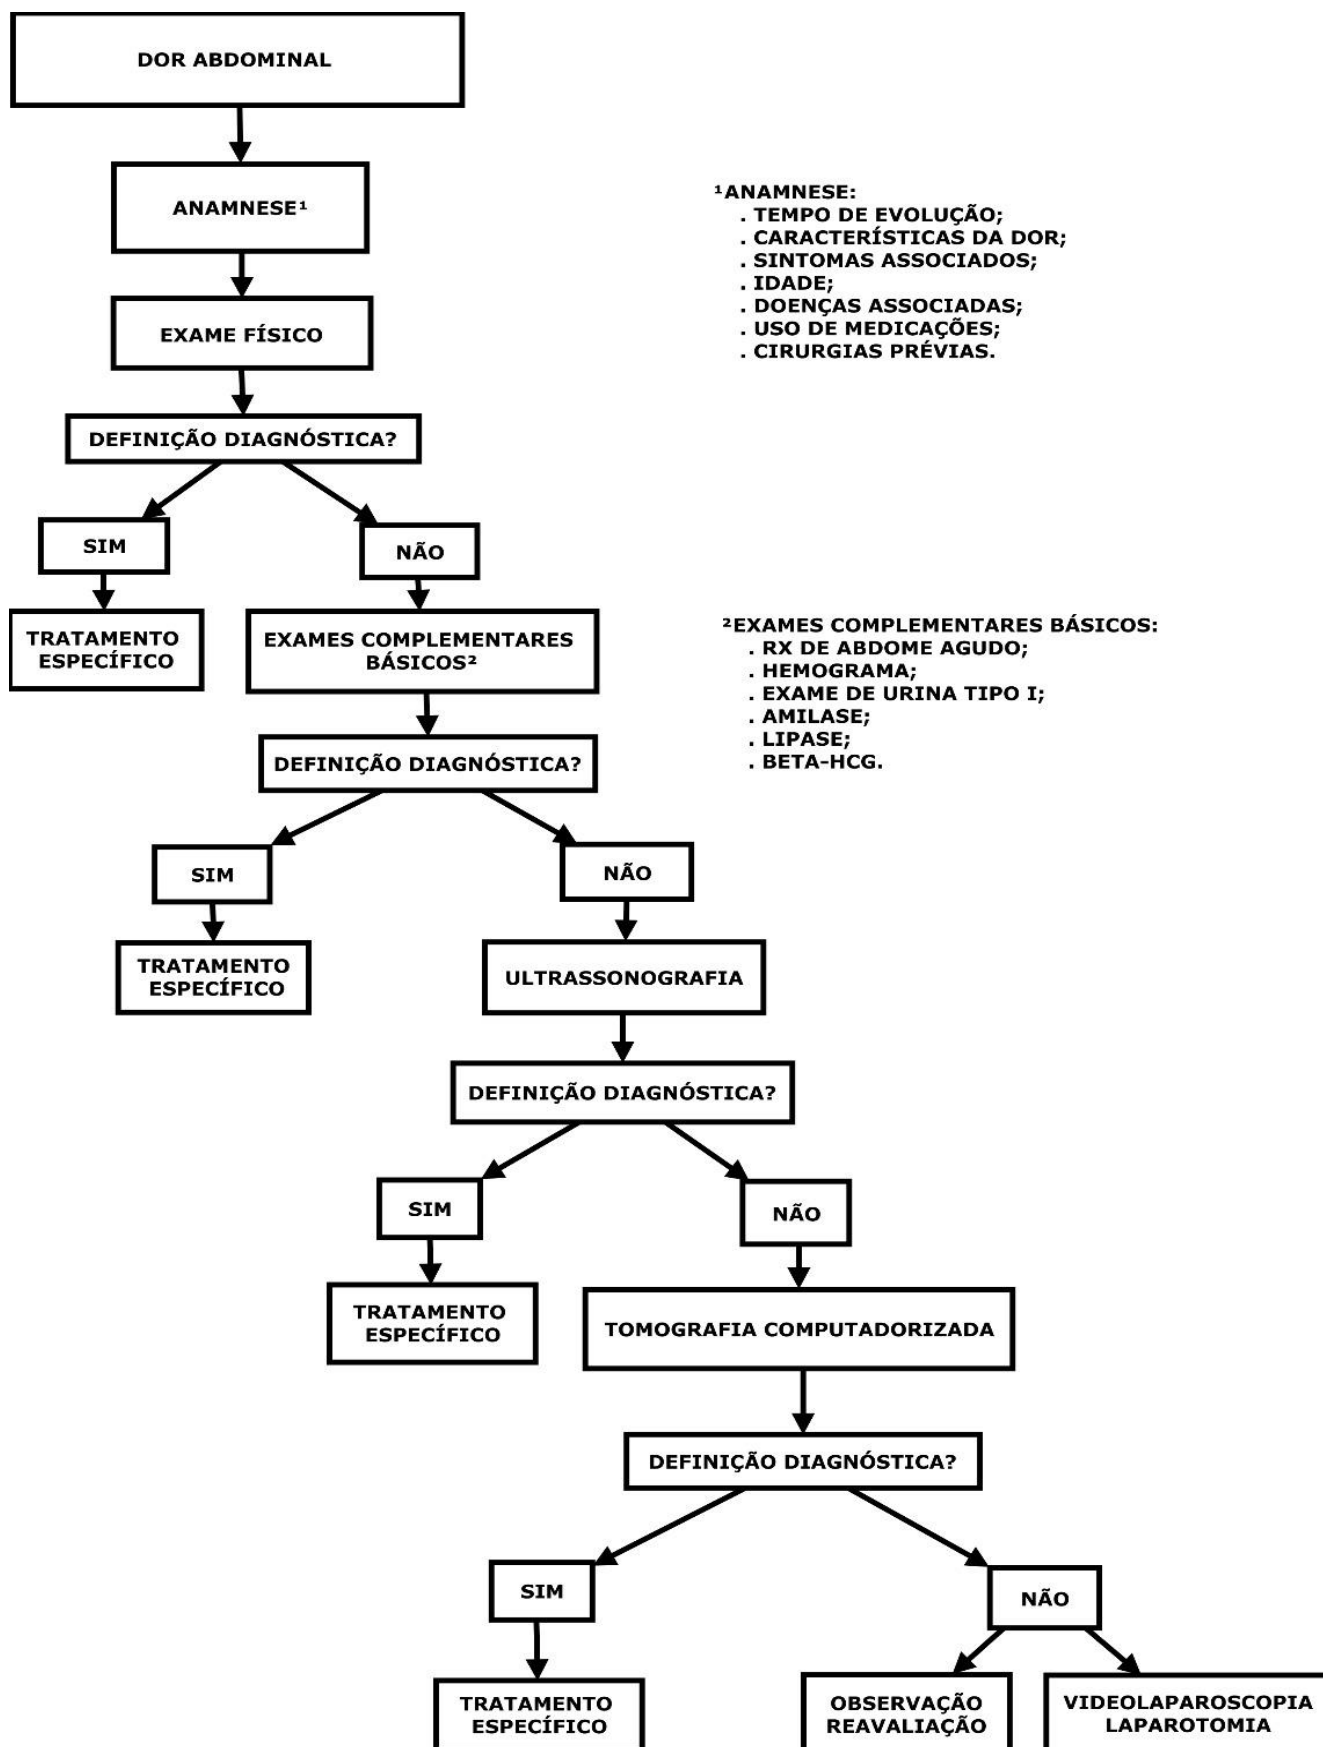 DOR ABDOMINAL
ANAMNESE¹
¹ANAMNESE:
. TEMPO DE EVOLUÇÃO;
. CARACTERÍSTICAS DA DOR;
. SINTOMAS ASSOCIADOS;
. IDADE;
. DOENÇAS ASSOCIADAS;
. USO DE MEDICAÇÕES;
. CIRURGIAS PRÉVIAS.
EXAME FÍSICO
DEFINIÇÃO DIAGNÓSTICA?
SIM
NÃO
TRATAMENTO
ESPECÍFICO
EXAMES COMPLEMENTARES
BÁSICOS²
²EXAMES COMPLEMENTARES BÁSICOS:
. RX DE ABDOME AGUDO;
. HEMOGRAMA;
. EXAME DE URINA TIPO I;
. AMILASE;
. LIPASE;
. BETA-HCG.
DEFINIÇÃO DIAGNÓSTICA?
SIM
NÃO
TRATAMENTO
ESPECÍFICO
ULTRASSONOGRAFIA
DEFINIÇÃO DIAGNÓSTICA?
SIM
NÃO
TRATAMENTO
ESPECÍFICO
TOMOGRAFIA COMPUTADORIZADA
DEFINIÇÃO DIAGNÓSTICA?
SIM
NÃO
TRATAMENTO
ESPECÍFICO
OBSERVAÇÃO
REAVALIAÇÃO
VIDEOLAPAROSCOPIA
LAPAROTOMIA